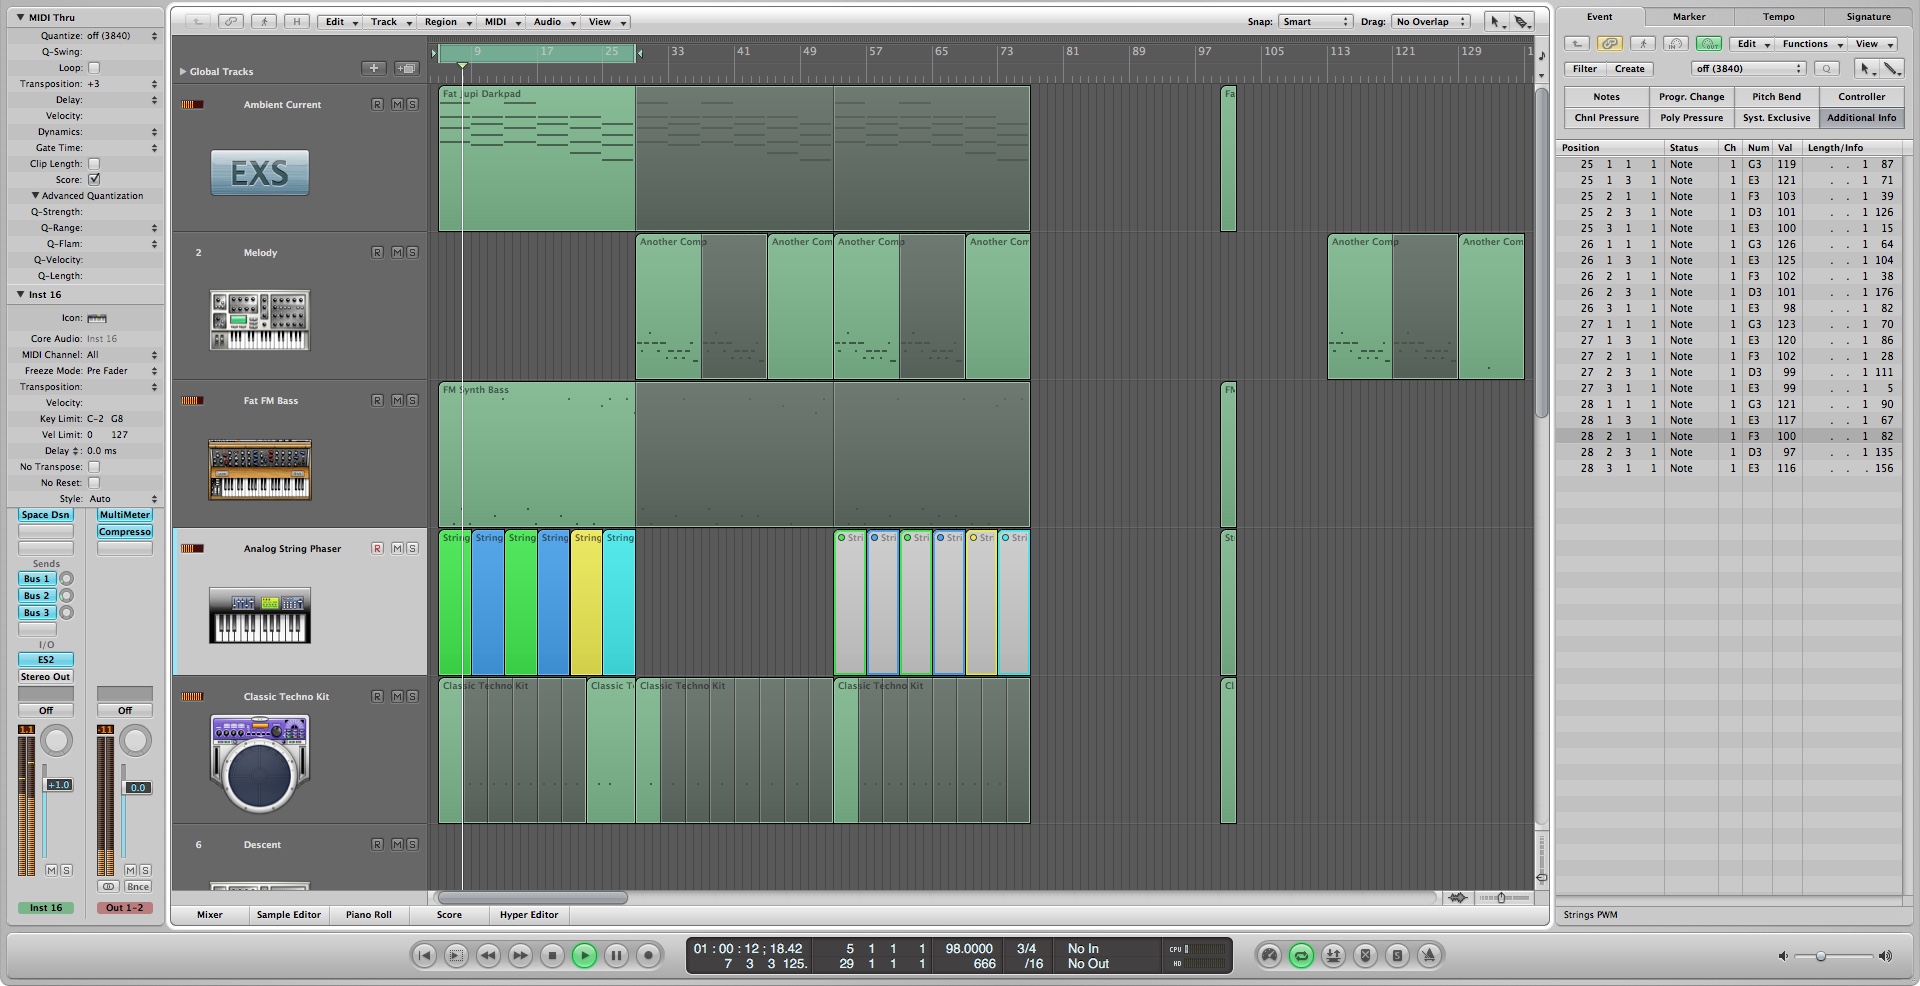 MIDI Thru
Quantize: off (3840)
Q-Swing:
Loop:
Transposition: +3
Delay:
Velocity:
Dynamics:
Gate Time:
Clip Length:
Score:
Advanced Quantization
Q-Strength:
Q-Range:
Q-Flam:
Q-Velocity:
Q-Length:
Inst 16
Icon:
Core Audio: Inst 16
MIDI Channel: All
Freeze Mode: Pre Fader
Transposition:
Velocity:
Key Limit: C-2 G8
Vel Limit: 0 127
Delay : 0.0 ms
No Transpose:
No Reset:
Style: Auto
Space Dsn MultiMeter
Compresso
Sends
Bus 1
Bus 2
Bus 3
I/O
ES2
Stereo Out
Off Off
1.1 -11
+1.0 0.0
M S M S
Bnce
Inst 16 Out 1-2
H Edit Track Region MIDI Audio View Snap: Smart Drag: No Overlap
9 17 25 33 41 49 57 65 73 81 89 97 105 113 121 129
Global Tracks
Ambient Current R M S
EXS
Fat Jupi Darkpad Fa
2 Melody R M S
Another Comp Another Com Another Comp Another Com Another Comp Another Com
Fat FM Bass R M S
FM Synth Bass FM
Analog String Phaser R M S
String String String String String String Stri Stri Stri Stri Stri Stri St
Classic Techno Kit R M S
Classic Techno Kit Classic T Classic Techno Kit Classic Techno Kit Cl
6 Descent R M S
Mixer Sample Editor Piano Roll Score Hyper Editor
01 : 00 : 12 ; 18.42 5 1 1 1 98.0000 3/4 No In CPU
7 3 3 125. 29 1 1 1 666 /16 No Out HD
Event Marker Tempo Signature
IN OUT Edit Functions View
Filter Create off (3840) Q
Notes Progr. Change Pitch Bend Controller
Chnl Pressure Poly Pressure Syst. Exclusive Additional Info
Position Status Ch Num Val Length/Info
25 1 1 1 Note 1 G3 119 . . 1 87
25 1 3 1 Note 1 E3 121 . . 1 71
25 2 1 1 Note 1 F3 103 . . 1 39
25 2 3 1 Note 1 D3 101 . . 1 126
25 3 1 1 Note 1 E3 100 . . 1 15
26 1 1 1 Note 1 G3 126 . . 1 64
26 1 3 1 Note 1 E3 125 . . 1 104
26 2 1 1 Note 1 F3 102 . . 1 38
26 2 3 1 Note 1 D3 101 . . 1 176
26 3 1 1 Note 1 E3 98 . . 1 82
27 1 1 1 Note 1 G3 123 . . 1 70
27 1 3 1 Note 1 E3 120 . . 1 86
27 2 1 1 Note 1 F3 102 . . 1 28
27 2 3 1 Note 1 D3 99 . . 1 111
27 3 1 1 Note 1 E3 99 . . 1 5
28 1 1 1 Note 1 G3 121 . . 1 90
28 1 3 1 Note 1 E3 117 . . 1 67
28 2 1 1 Note 1 F3 100 . . 1 82
28 2 3 1 Note 1 D3 97 . . 1 135
28 3 1 1 Note 1 E3 116 . . . 156
Strings PWM